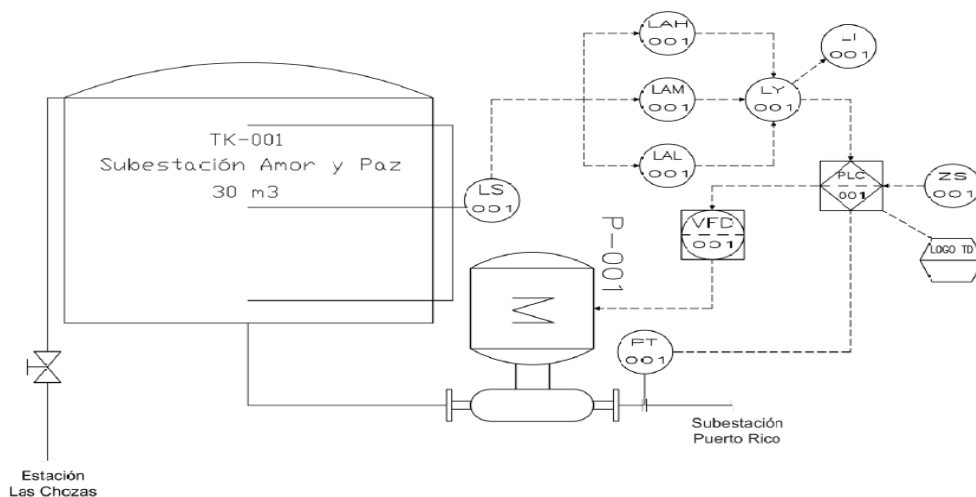 LAH
001
LI
001
LAM
001
LY
001
TK-001
Subestación Amor y Paz
30 m3
LAL
001
LS
001
PLC
001
ZS
001
VFD
001
P-001
LOGO TD
M
PT
001
Subestación
Puerto Rico
Estación
Las Chozas